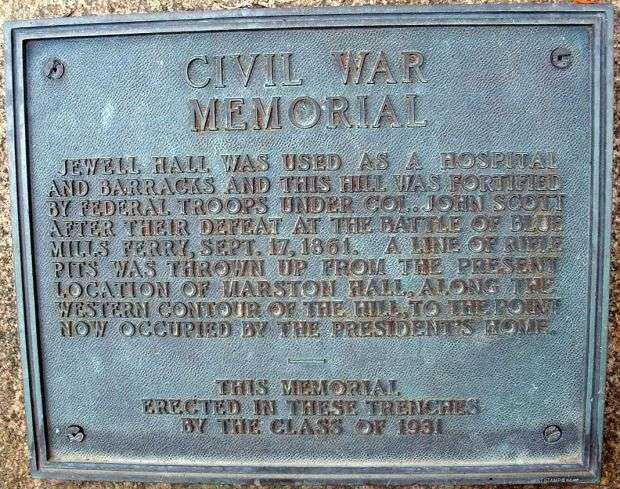 CIVIL WAR
MEMORIAL
JEWELL HALL WAS USED AS A HOSPITAL
AND BARRACKS AND THIS HILL WAS FORTIFIED
BY FEDERAL TROOPS UNDER COL. JOHN SCOTT
AFTER THEIR DEFEAT AT THE BATTLE OF BLUE
MILLS FERRY, SEPT. 17, 1861. A LINE OF RIFLE
PITS WAS THROWN UP FROM THE PRESENT
LOCATION OF MARSTON HALL, ALONG THE
WESTERN CONTOUR OF THE HILL, TO THE POINT
NOW OCCUPIED BY THE PRESIDENT'S HOME.
THIS MEMORIAL
ERECTED IN THESE TRENCHES
BY THE CLASS OF 1931